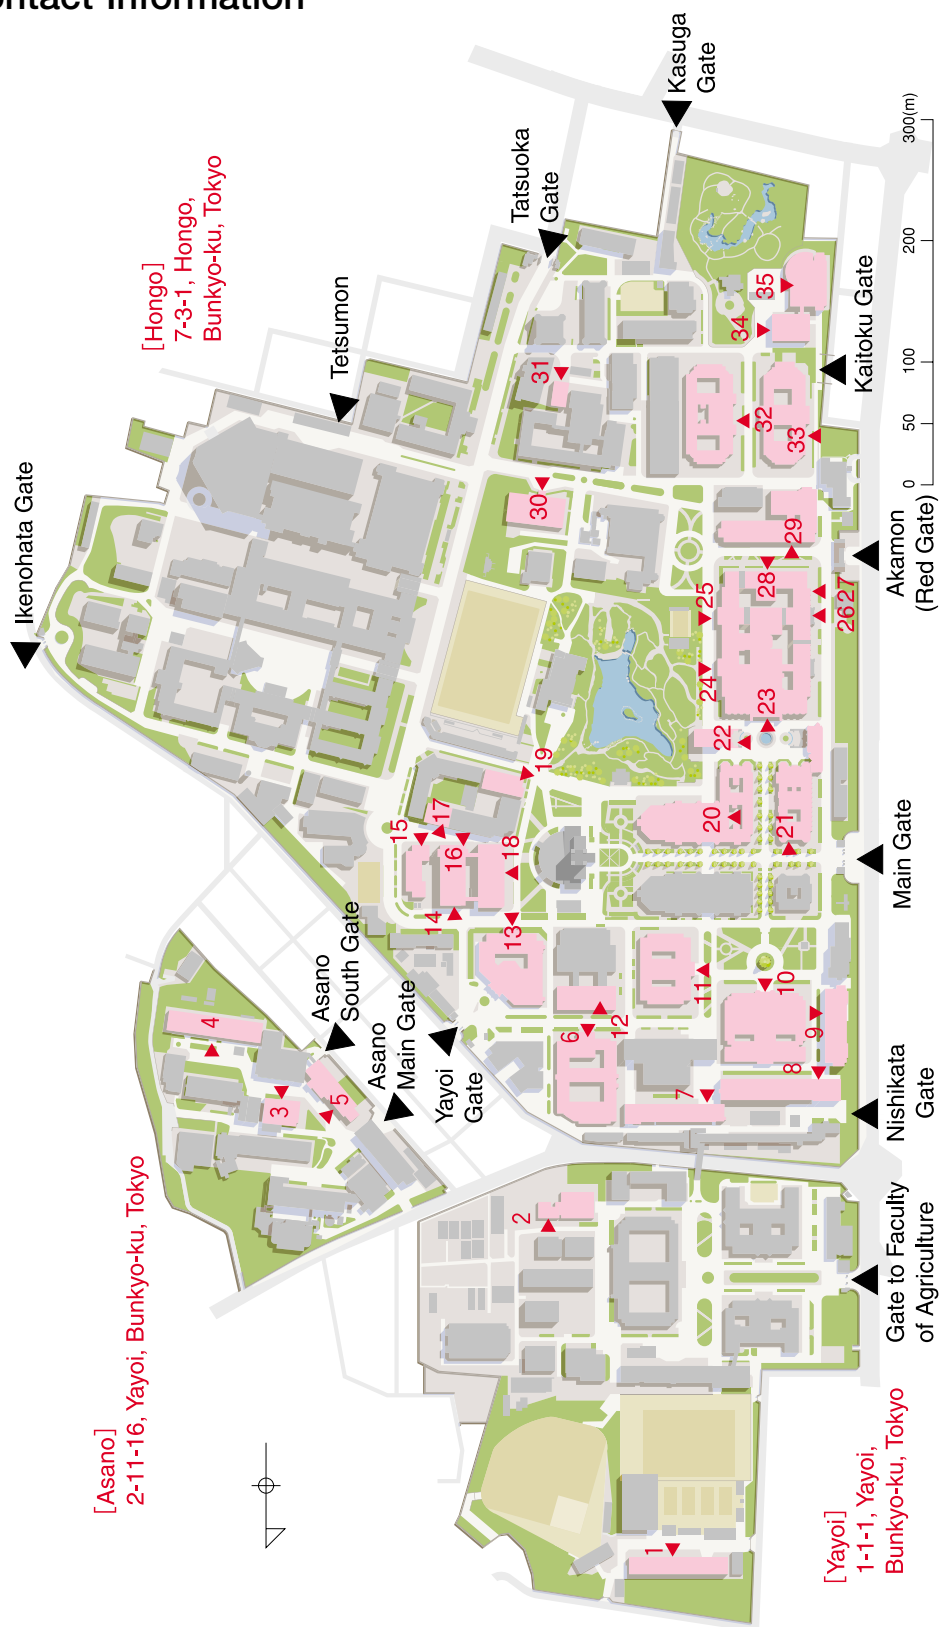 ntact Information
Kasuga
Gate
Tatsuoka
Gate
[Hongo]
7-3-1, Hongo,
Bunkyo-ku, Tokyo
Tetsumon
Ikenohata Gate
Kaitoku Gate
0 50 100 200 300(m)
Akamon
(Red Gate)
Main Gate
Asano
South Gate
Asano
Main Gate
Yayoi
Gate
Nishikata
Gate
Gate to Faculty
of Agriculture
[Asano]
2-11-16, Yayoi, Bunkyo-ku, Tokyo
[Yayoi]
1-1-1, Yayoi,
Bunkyo-ku, Tokyo
1
2
3
4
5
6
7
8
9
10
11
12
13
14
15
16
17
18
19
20
21
22
23
24
25
26
27
28
29
30
31
32
33
34
35